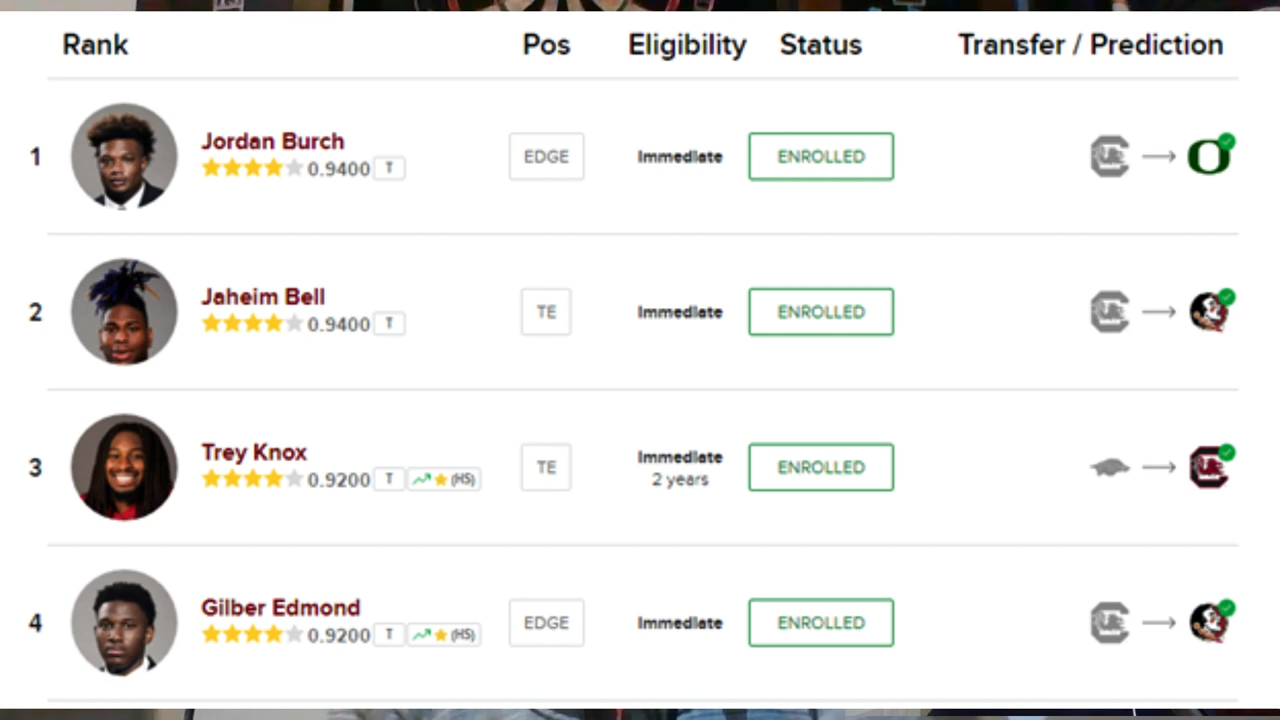 Rank Pos Eligibility Status Transfer / Prediction
1 Jordan Burch EDGE Immediate ENROLLED
0.9400 T
2 Jaheim Bell TE Immediate ENROLLED
0.9400 T
3 Trey Knox TE Immediate ENROLLED
0.9200 T (HS) 2 years
4 Gilber Edmond EDGE Immediate ENROLLED
0.9200 T (HS)